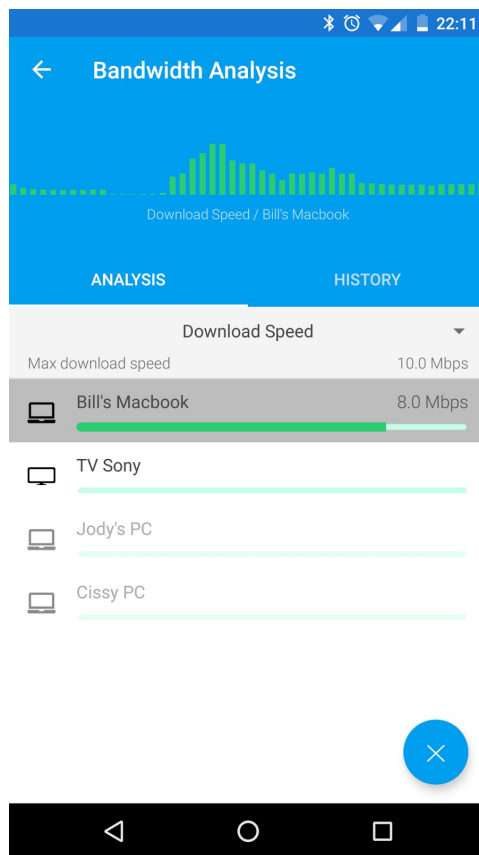 22:11
Bandwidth Analysis
Download Speed / Bill's Macbook
ANALYSIS HISTORY
Download Speed
Max download speed 10.0 Mbps
Bill's Macbook 8.0 Mbps
TV Sony
Jody's PC
Cissy PC